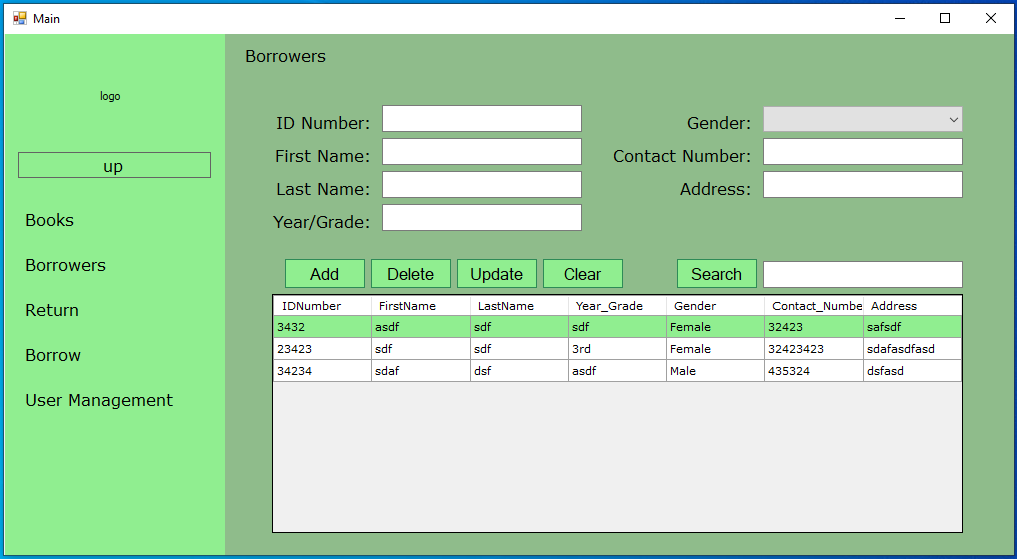 Main
logo
up
Books
Borrowers
Return
Borrow
User Management
Borrowers
ID Number:
First Name:
Last Name:
Year/Grade:
Gender:
Contact Number:
Address:
Add Delete Update Clear Search
IDNumber FirstName LastName Year_Grade Gender Contact_Numbe Address
3432 asdf sdf sdf Female 32423 safsdf
23423 sdf sdf 3rd Female 32423423 sdafasdfasd
34234 sdaf dsf asdf Male 435324 dsfasd